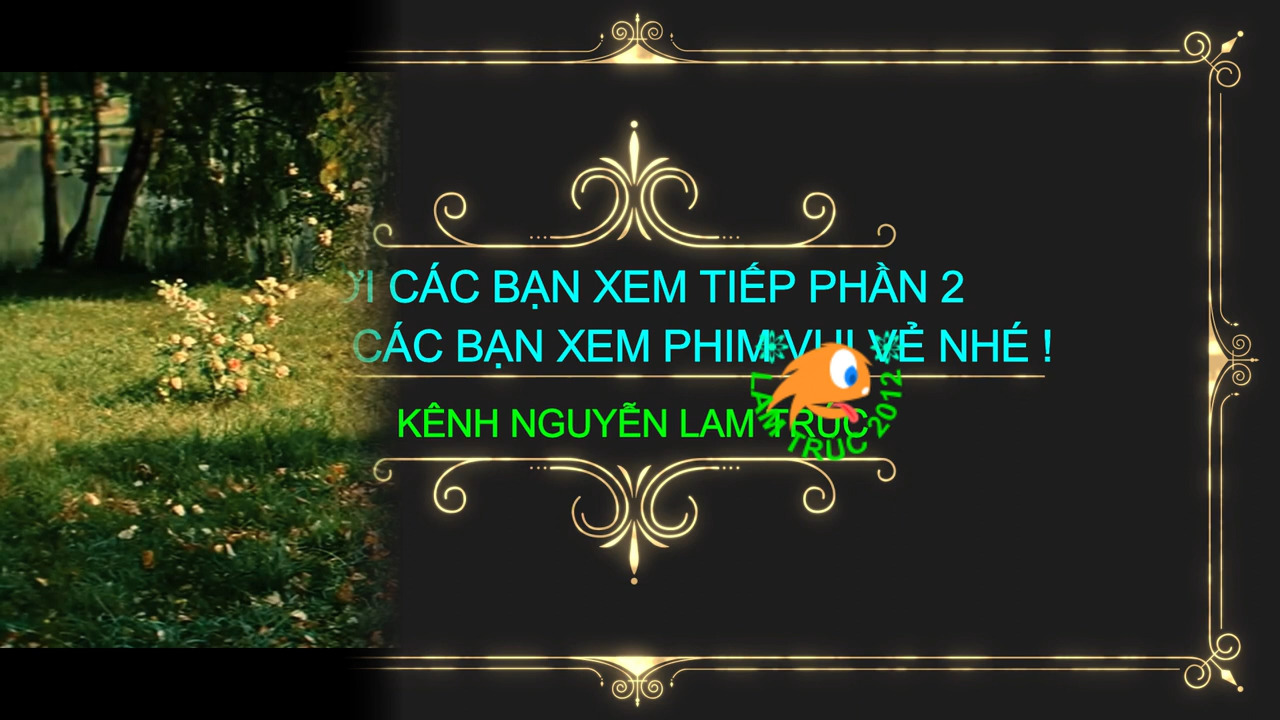 CÁC BẠN XEM TIẾP PHẦN 2
CÁC BẠN XEM PHIM VUI VẺ NHÉ !
KÊNH NGUYỄN LAM TRÚC
LAM TRUC 2012